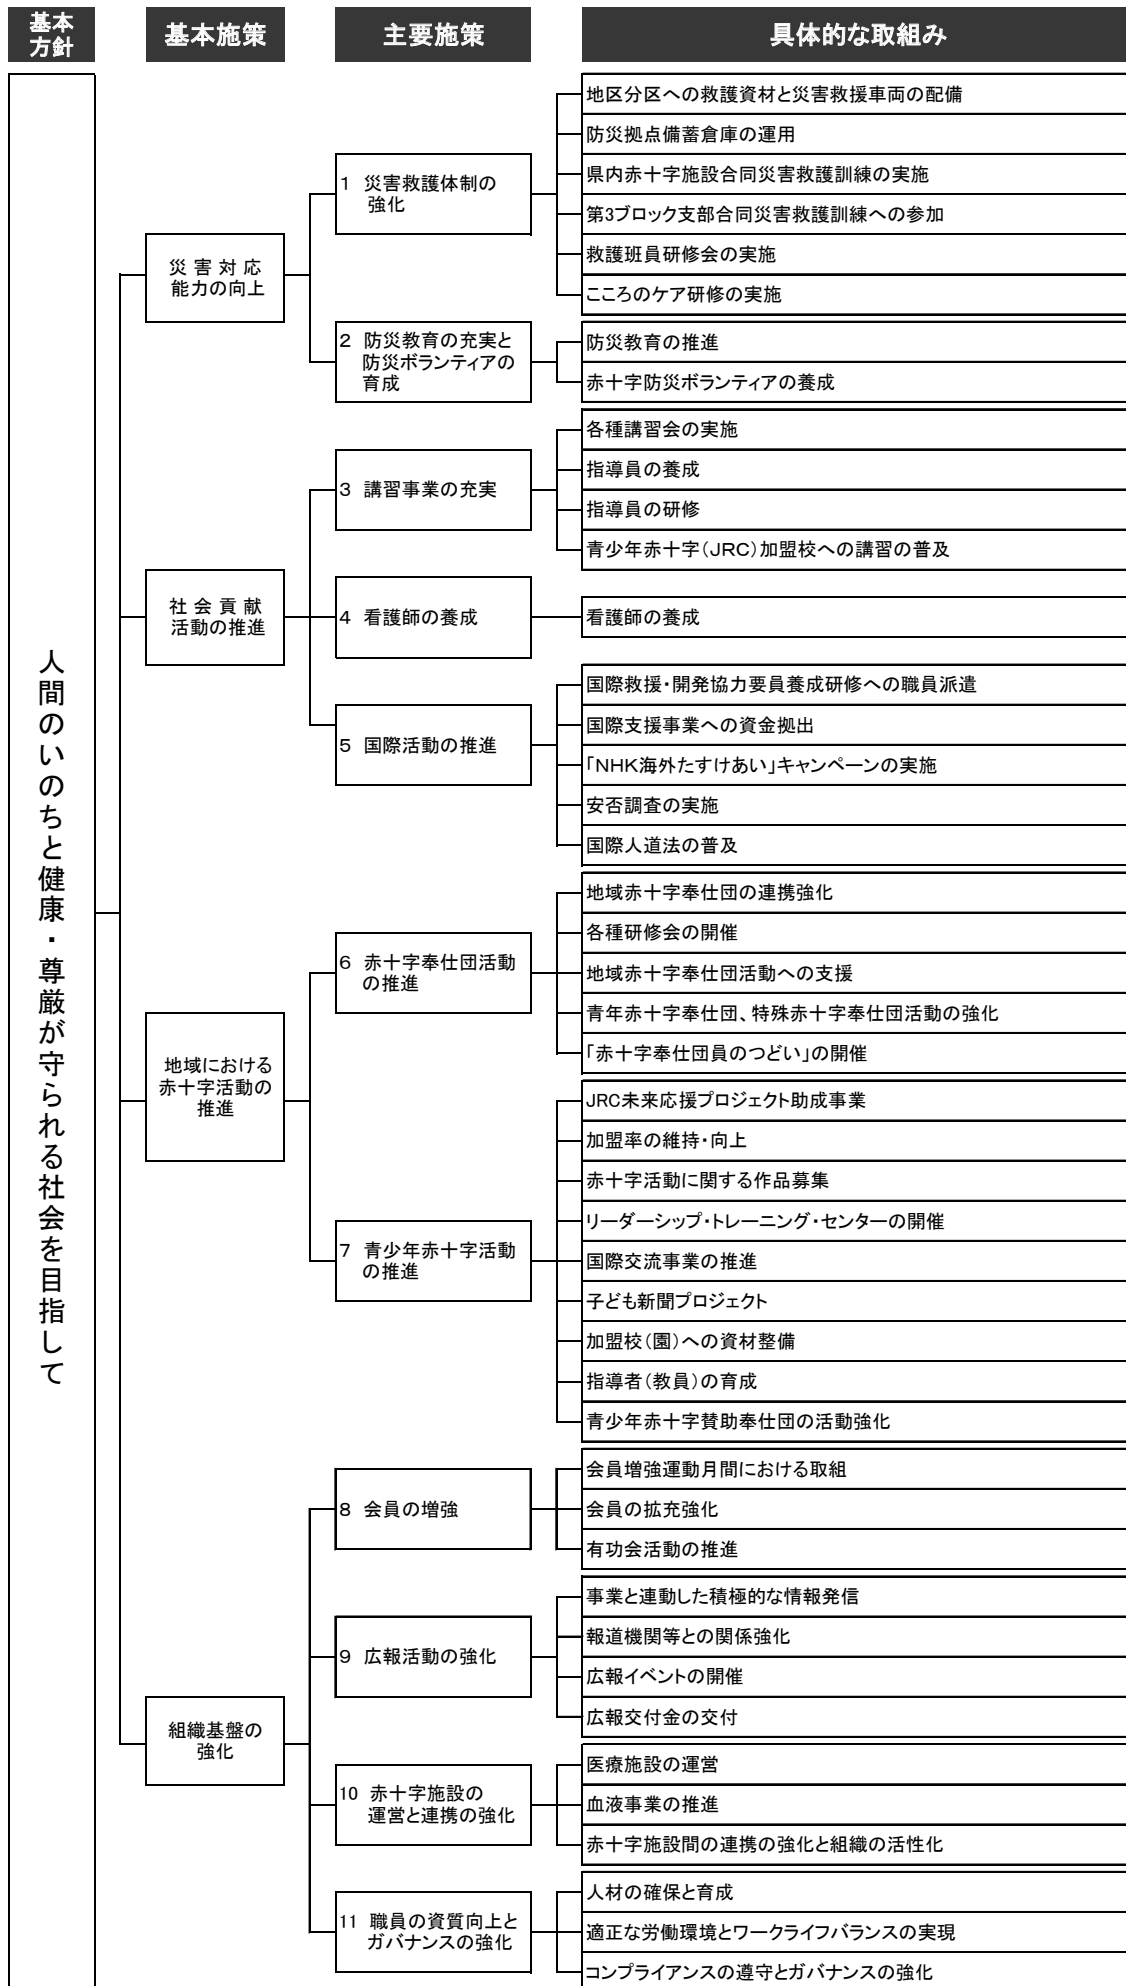 基本
方針
基本施策
主要施策
具体的な取組み
人間のいのちと健康・尊厳が守られる社会を目指して
災害対応
能力の向上
1 災害救護体制の
強化
地区分区への救護資材と災害救援車両の配備
防災拠点備蓄倉庫の運用
県内赤十字施設合同災害救護訓練の実施
第3ブロック支部合同災害救護訓練への参加
救護班員研修会の実施
こころのケア研修の実施
2 防災教育の充実と
防災ボランティアの
育成
防災教育の推進
赤十字防災ボランティアの養成
社会貢献
活動の推進
3 講習事業の充実
各種講習会の実施
指導員の養成
指導員の研修
青少年赤十字(JRC)加盟校への講習の普及
4 看護師の養成
看護師の養成
5 国際活動の推進
国際救援・開発協力要員養成研修への職員派遣
国際支援事業への資金拠出
「NHK海外たすけあい」キャンペーンの実施
安否調査の実施
国際人道法の普及
地域における
赤十字活動の
推進
6 赤十字奉仕団活動
の推進
地域赤十字奉仕団の連携強化
各種研修会の開催
地域赤十字奉仕団活動への支援
青年赤十字奉仕団、特殊赤十字奉仕団活動の強化
「赤十字奉仕団員のつどい」の開催
7 青少年赤十字活動
の推進
JRC未来応援プロジェクト助成事業
加盟率の維持・向上
赤十字活動に関する作品募集
リーダーシップ・トレーニング・センターの開催
国際交流事業の推進
子ども新聞プロジェクト
加盟校(園)への資材整備
指導者(教員)の育成
青少年赤十字賛助奉仕団の活動強化
組織基盤の
強化
8 会員の増強
会員増強運動月間における取組
会員の拡充強化
有功会活動の推進
9 広報活動の強化
事業と連動した積極的な情報発信
報道機関等との関係強化
広報イベントの開催
広報交付金の交付
10 赤十字施設の
運営と連携の強化
医療施設の運営
血液事業の推進
赤十字施設間の連携の強化と組織の活性化
11 職員の資質向上と
ガバナンスの強化
人材の確保と育成
適正な労働環境とワークライフバランスの実現
コンプライアンスの遵守とガバナンスの強化